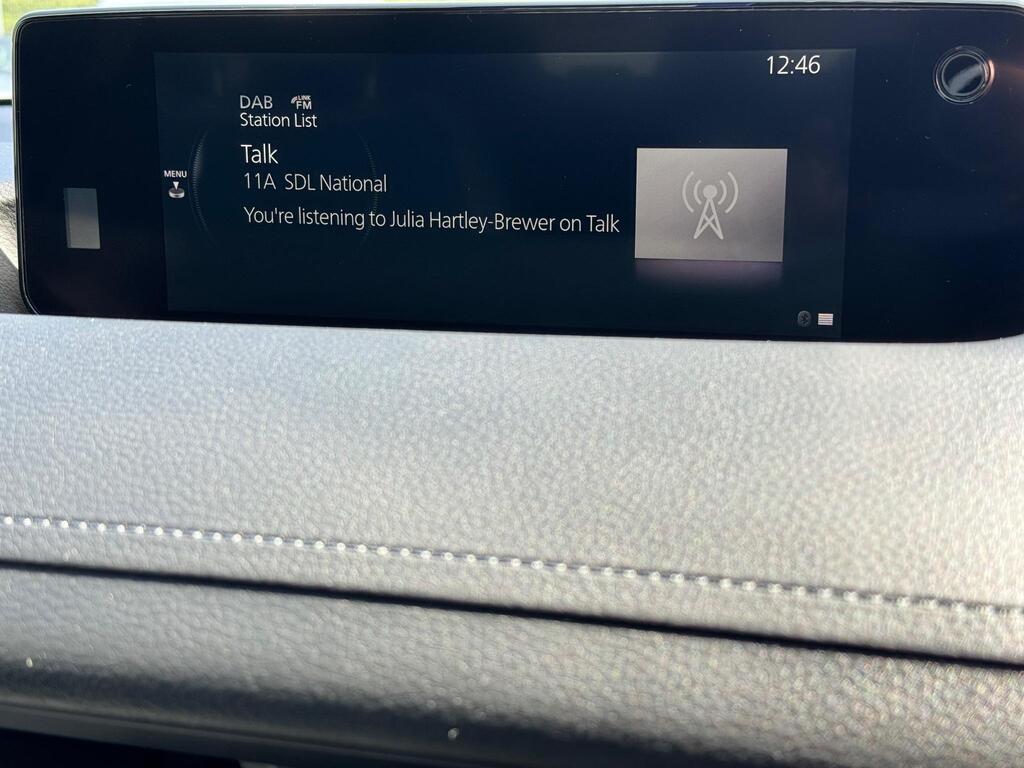 12:46
DAB LINK FM
Station List
Talk
MENU
11A SDL National
You're listening to Julia Hartley-Brewer on Talk